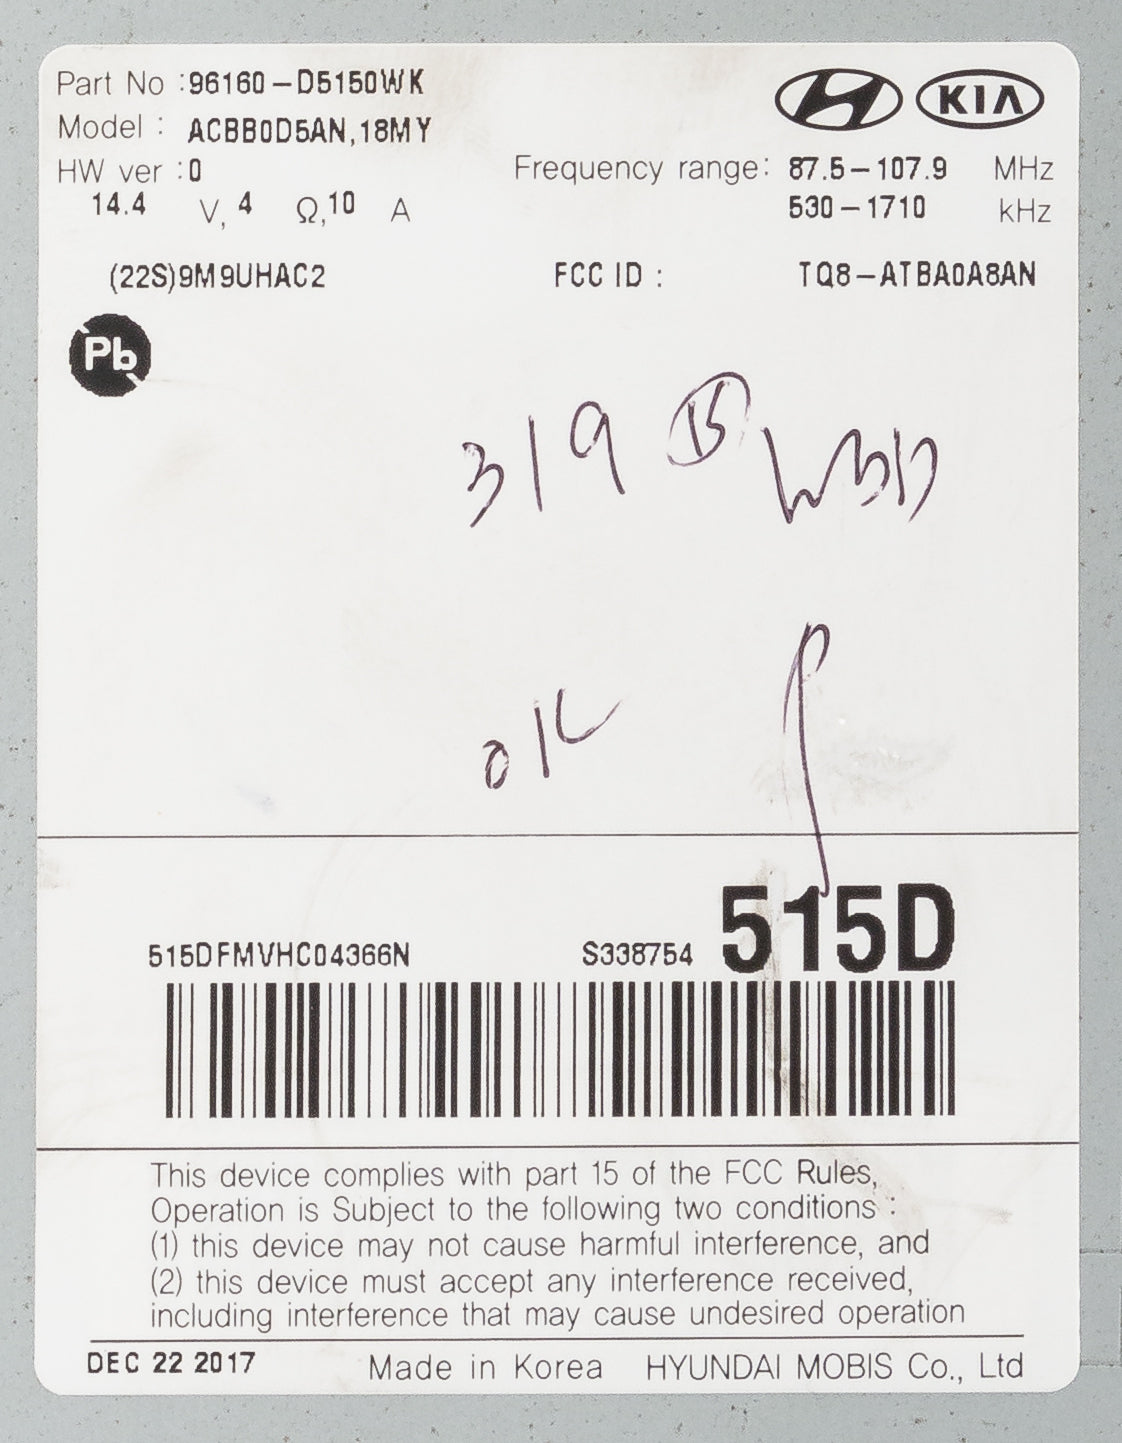 Part No :96160-D5150WK
Model : ACBB0D5AN,18MY
KIA
HW ver :0
Frequency range: 87.5-107.9 MHz
14.4 V, 4 Ω,10 A
530-1710 kHz
(22S)9M9UHAC2
FCC ID : TQ8-ATBA0A8AN
Pb
319 15
OK
515DFMVHC04366N
S338754
515D
This device complies with part 15 of the FCC Rules,
Operation is Subject to the following two conditions :
(1) this device may not cause harmful interference, and
(2) this device must accept any interference received,
including interference that may cause undesired operation
DEC 22 2017
Made in Korea
HYUNDAI MOBIS Co., Ltd